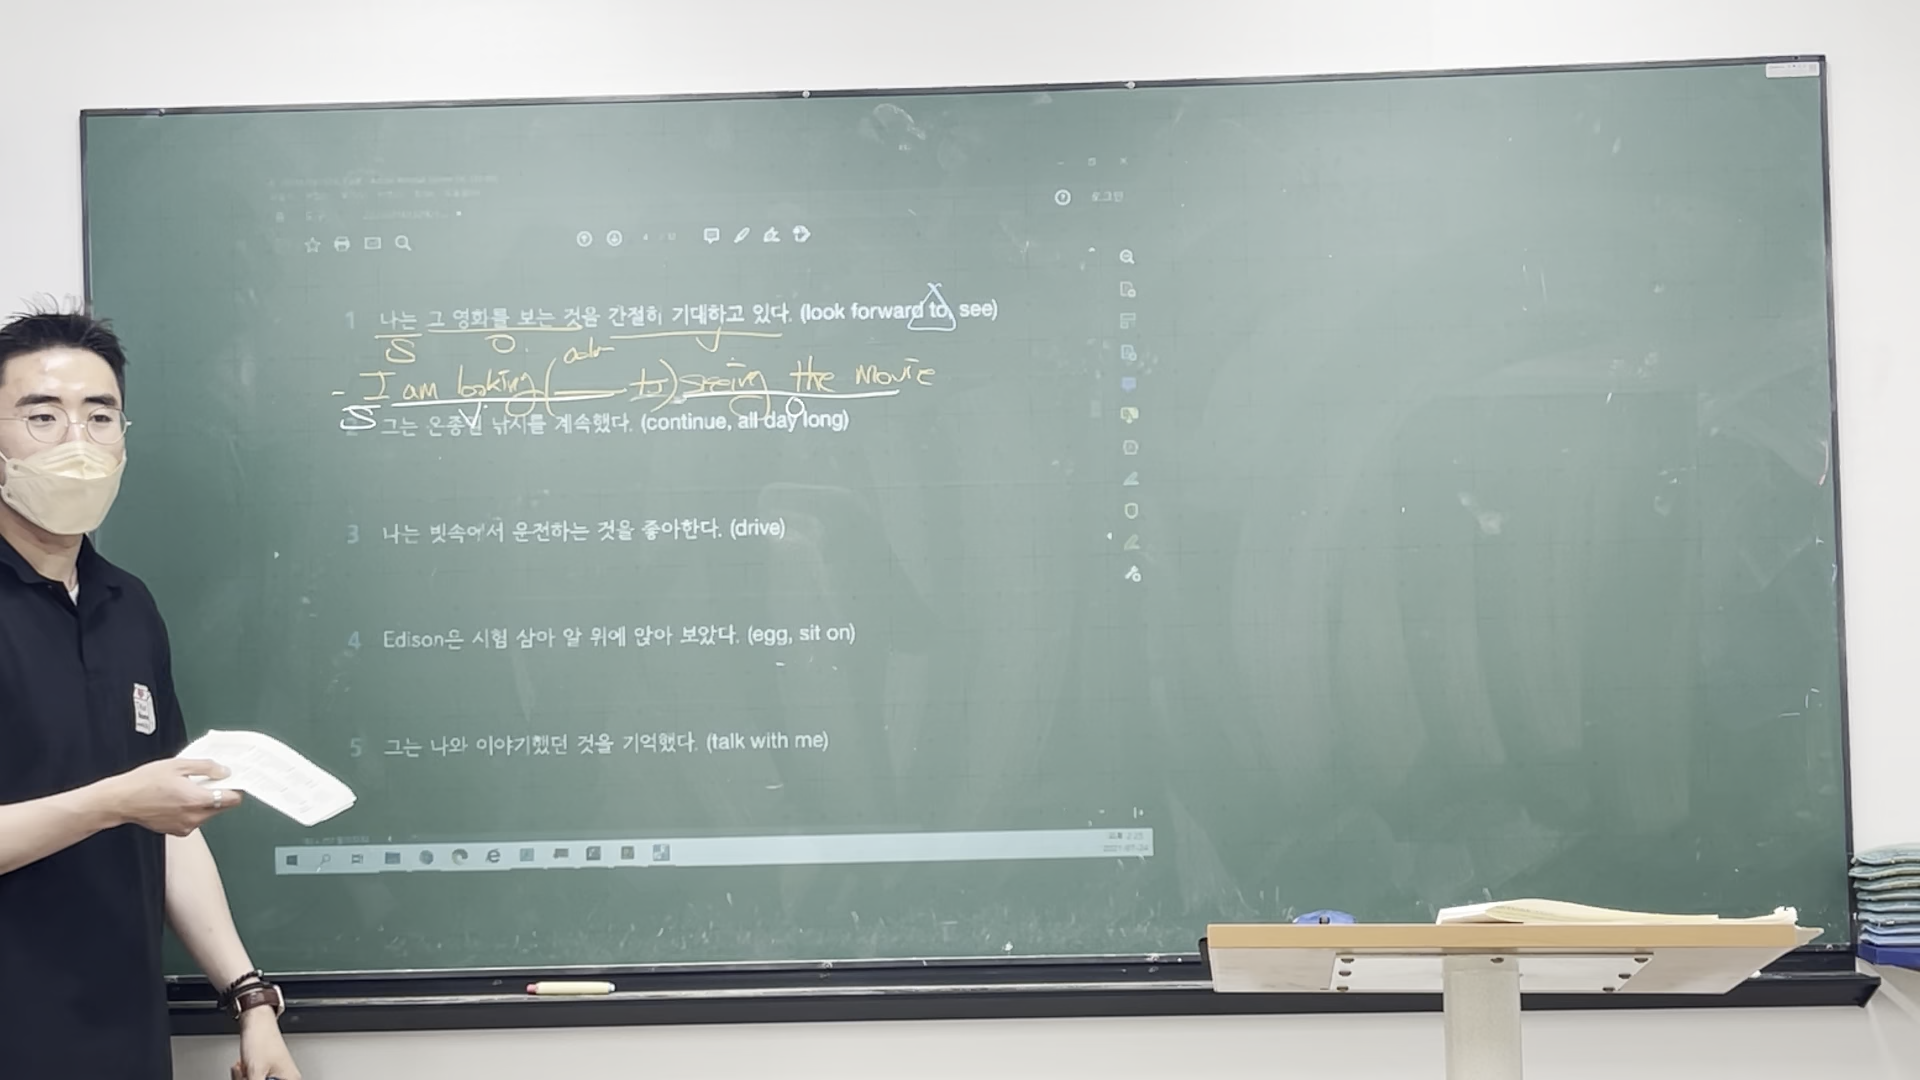 로그인
1 나는 그 영화를 보는 것을 간절히 기대하고 있다. (look forward to, see)
S O V
adv
- I am looking ( to) seeing the movie
S V O
2 그는 온종일 낚시를 계속했다. (continue, all day long)
3 나는 빗속에서 운전하는 것을 좋아한다. (drive)
4 Edison은 시험 삼아 알 위에 앉아 보았다. (egg, sit on)
5 그는 나와 이야기했던 것을 기억했다. (talk with me)